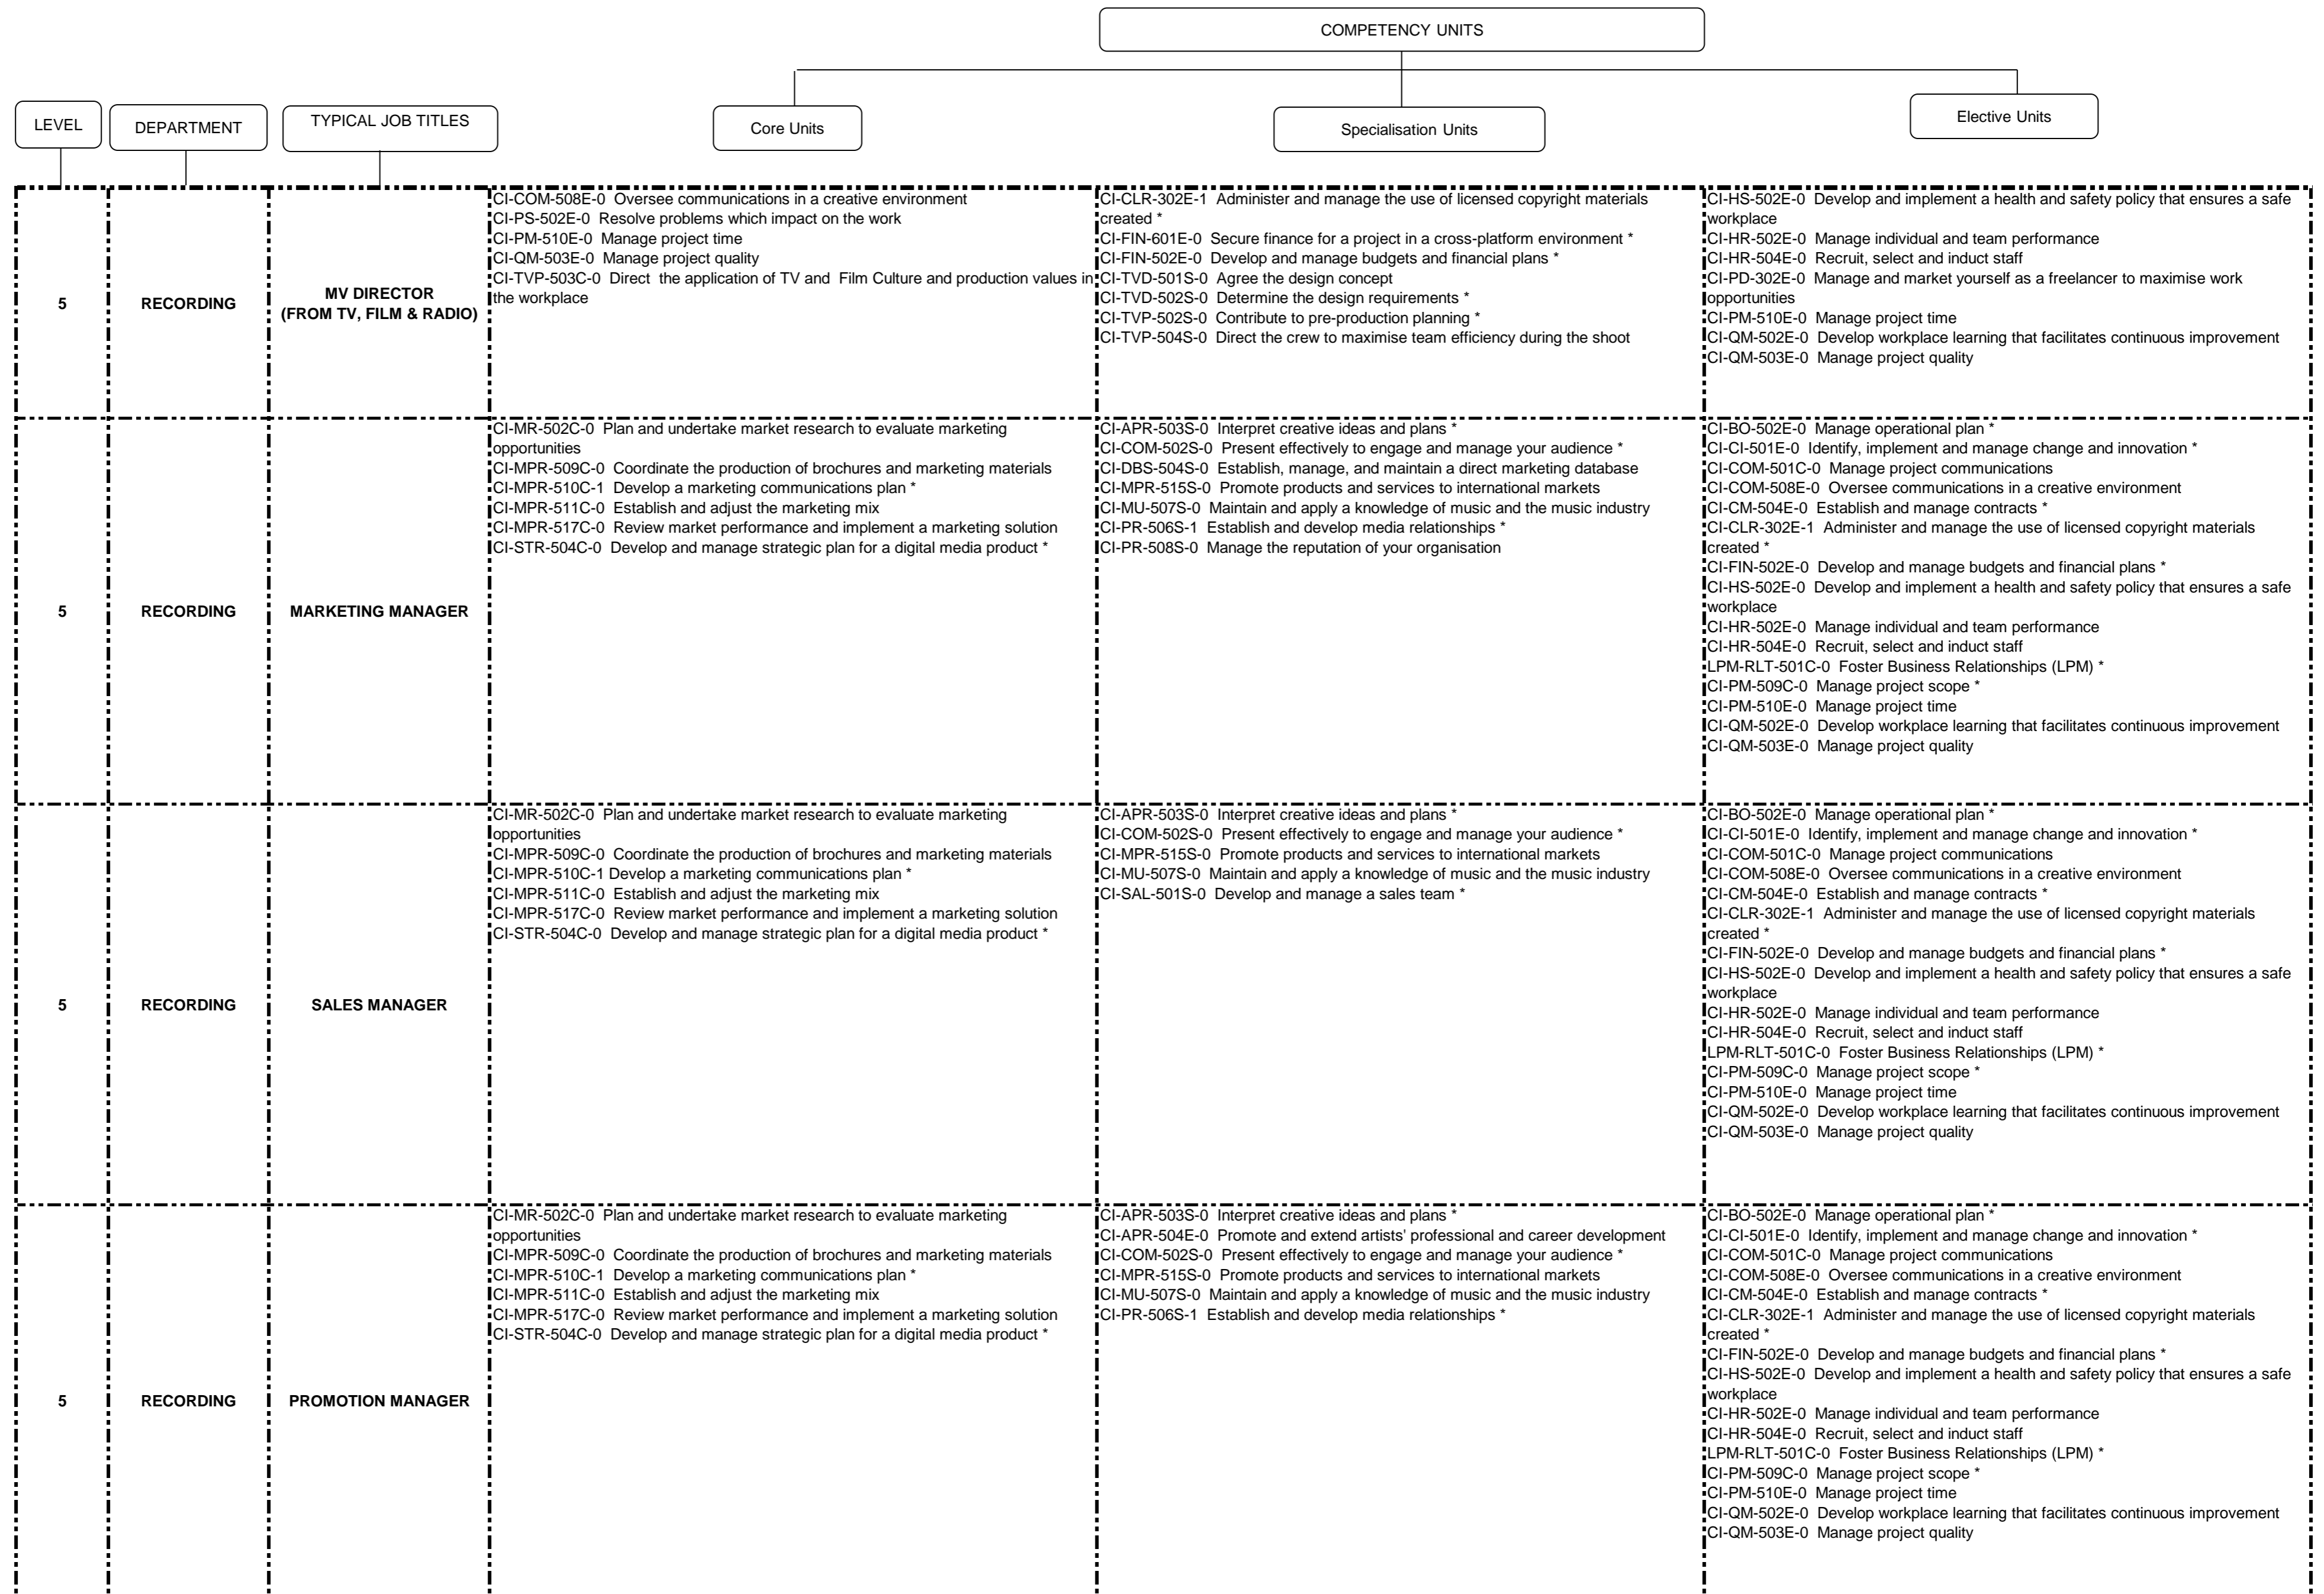 COMPETENCY UNITS
LEVEL
DEPARTMENT
TYPICAL JOB TITLES
Core Units
Specialisation Units
Elective Units
5
RECORDING
MV DIRECTOR
(FROM TV, FILM & RADIO)
CI-COM-508E-0 Oversee communications in a creative environment
CI-PS-502E-0 Resolve problems which impact on the work
CI-PM-510E-0 Manage project time
CI-QM-503E-0 Manage project quality
CI-TVP-503C-0 Direct the application of TV and Film Culture and production values in
the workplace
CI-CLR-302E-1 Administer and manage the use of licensed copyright materials
created *
CI-FIN-601E-0 Secure finance for a project in a cross-platform environment *
CI-FIN-502E-0 Develop and manage budgets and financial plans *
CI-TVD-501S-0 Agree the design concept
CI-TVD-502S-0 Determine the design requirements *
CI-TVP-502S-0 Contribute to pre-production planning *
CI-TVP-504S-0 Direct the crew to maximise team efficiency during the shoot
CI-HS-502E-0 Develop and implement a health and safety policy that ensures a safe
workplace
CI-HR-502E-0 Manage individual and team performance
CI-HR-504E-0 Recruit, select and induct staff
CI-PD-302E-0 Manage and market yourself as a freelancer to maximise work
opportunities
CI-PM-510E-0 Manage project time
CI-QM-502E-0 Develop workplace learning that facilitates continuous improvement
CI-QM-503E-0 Manage project quality
5
RECORDING
MARKETING MANAGER
CI-MR-502C-0 Plan and undertake market research to evaluate marketing
opportunities
CI-MPR-509C-0 Coordinate the production of brochures and marketing materials
CI-MPR-510C-1 Develop a marketing communications plan *
CI-MPR-511C-0 Establish and adjust the marketing mix
CI-MPR-517C-0 Review market performance and implement a marketing solution
CI-STR-504C-0 Develop and manage strategic plan for a digital media product *
CI-APR-503S-0 Interpret creative ideas and plans *
CI-COM-502S-0 Present effectively to engage and manage your audience *
CI-DBS-504S-0 Establish, manage, and maintain a direct marketing database
CI-MPR-515S-0 Promote products and services to international markets
CI-MU-507S-0 Maintain and apply a knowledge of music and the music industry
CI-PR-506S-1 Establish and develop media relationships *
CI-PR-508S-0 Manage the reputation of your organisation
CI-BO-502E-0 Manage operational plan *
CI-CI-501E-0 Identify, implement and manage change and innovation *
CI-COM-501C-0 Manage project communications
CI-COM-508E-0 Oversee communications in a creative environment
CI-CM-504E-0 Establish and manage contracts *
CI-CLR-302E-1 Administer and manage the use of licensed copyright materials
created *
CI-FIN-502E-0 Develop and manage budgets and financial plans *
CI-HS-502E-0 Develop and implement a health and safety policy that ensures a safe
workplace
CI-HR-502E-0 Manage individual and team performance
CI-HR-504E-0 Recruit, select and induct staff
LPM-RLT-501C-0 Foster Business Relationships (LPM) *
CI-PM-509C-0 Manage project scope *
CI-PM-510E-0 Manage project time
CI-QM-502E-0 Develop workplace learning that facilitates continuous improvement
CI-QM-503E-0 Manage project quality
5
RECORDING
SALES MANAGER
CI-MR-502C-0 Plan and undertake market research to evaluate marketing
opportunities
CI-MPR-509C-0 Coordinate the production of brochures and marketing materials
CI-MPR-510C-1 Develop a marketing communications plan *
CI-MPR-511C-0 Establish and adjust the marketing mix
CI-MPR-517C-0 Review market performance and implement a marketing solution
CI-STR-504C-0 Develop and manage strategic plan for a digital media product *
CI-APR-503S-0 Interpret creative ideas and plans *
CI-COM-502S-0 Present effectively to engage and manage your audience *
CI-MPR-515S-0 Promote products and services to international markets
CI-MU-507S-0 Maintain and apply a knowledge of music and the music industry
CI-SAL-501S-0 Develop and manage a sales team *
CI-BO-502E-0 Manage operational plan *
CI-CI-501E-0 Identify, implement and manage change and innovation *
CI-COM-501C-0 Manage project communications
CI-COM-508E-0 Oversee communications in a creative environment
CI-CM-504E-0 Establish and manage contracts *
CI-CLR-302E-1 Administer and manage the use of licensed copyright materials
created *
CI-FIN-502E-0 Develop and manage budgets and financial plans *
CI-HS-502E-0 Develop and implement a health and safety policy that ensures a safe
workplace
CI-HR-502E-0 Manage individual and team performance
CI-HR-504E-0 Recruit, select and induct staff
LPM-RLT-501C-0 Foster Business Relationships (LPM) *
CI-PM-509C-0 Manage project scope *
CI-PM-510E-0 Manage project time
CI-QM-502E-0 Develop workplace learning that facilitates continuous improvement
CI-QM-503E-0 Manage project quality
5
RECORDING
PROMOTION MANAGER
CI-MR-502C-0 Plan and undertake market research to evaluate marketing
opportunities
CI-MPR-509C-0 Coordinate the production of brochures and marketing materials
CI-MPR-510C-1 Develop a marketing communications plan *
CI-MPR-511C-0 Establish and adjust the marketing mix
CI-MPR-517C-0 Review market performance and implement a marketing solution
CI-STR-504C-0 Develop and manage strategic plan for a digital media product *
CI-APR-503S-0 Interpret creative ideas and plans *
CI-APR-504E-0 Promote and extend artists' professional and career development
CI-COM-502S-0 Present effectively to engage and manage your audience *
CI-MPR-515S-0 Promote products and services to international markets
CI-MU-507S-0 Maintain and apply a knowledge of music and the music industry
CI-PR-506S-1 Establish and develop media relationships *
CI-BO-502E-0 Manage operational plan *
CI-CI-501E-0 Identify, implement and manage change and innovation *
CI-COM-501C-0 Manage project communications
CI-COM-508E-0 Oversee communications in a creative environment
CI-CM-504E-0 Establish and manage contracts *
CI-CLR-302E-1 Administer and manage the use of licensed copyright materials
created *
CI-FIN-502E-0 Develop and manage budgets and financial plans *
CI-HS-502E-0 Develop and implement a health and safety policy that ensures a safe
workplace
CI-HR-502E-0 Manage individual and team performance
CI-HR-504E-0 Recruit, select and induct staff
LPM-RLT-501C-0 Foster Business Relationships (LPM) *
CI-PM-509C-0 Manage project scope *
CI-PM-510E-0 Manage project time
CI-QM-502E-0 Develop workplace learning that facilitates continuous improvement
CI-QM-503E-0 Manage project quality